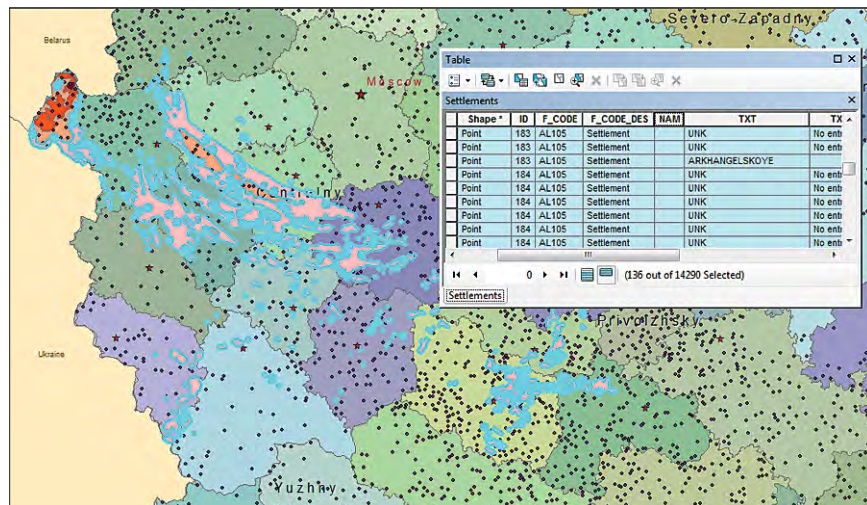 Severo-Zapadny
Belarus
Moscow
Centralny
Ukraine
Privolzhsky
Yuzhny
Table
Settlements
Shape * ID F_CODE F_CODE_DES NAM TXT TX
Point 183 AL105 Settlement UNK No ent
Point 183 AL105 Settlement UNK No ent
Point 183 AL105 Settlement ARKHANGELSKOYE
Point 184 AL105 Settlement UNK No ent
Point 184 AL105 Settlement UNK No ent
Point 184 AL105 Settlement UNK No ent
Point 184 AL105 Settlement UNK No ent
Point 184 AL105 Settlement UNK No ent
Point 184 AL105 Settlement UNK No ent
0 (136 out of 14290 Selected)
Settlements